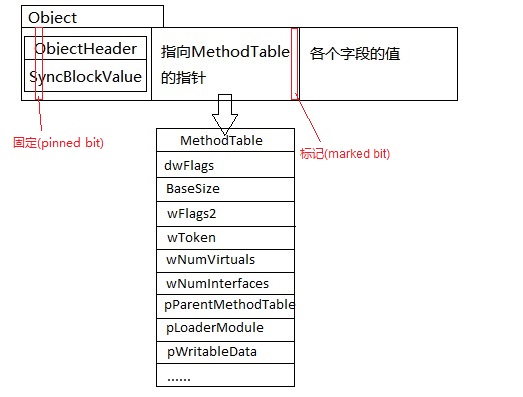 Object
ObjectHeader
SyncBlockValue
指向MethodTable
的指针
各个字段的值
固定(pinned bit)
标记(marked bit)
MethodTable
dwFlags
BaseSize
wFlags2
wToken
wNumVirtuals
wNumInterfaces
pParentMethodTable
pLoaderModule
pWritableData
......